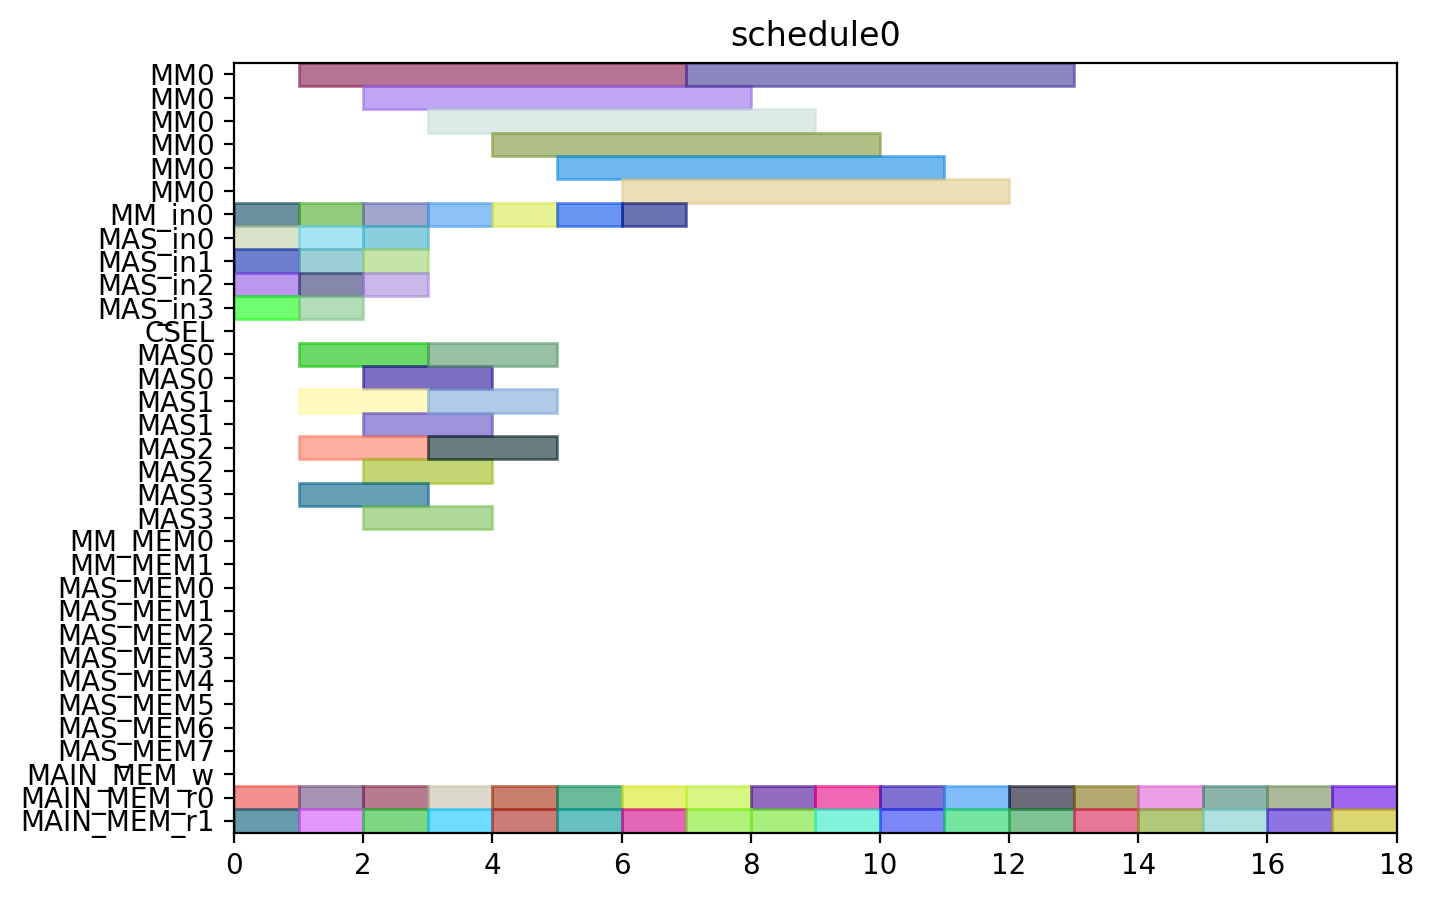 schedule0
MM0
MM0
MM0
MM0
MM0
MM0
MM_in0
MAS_in0
MAS_in1
MAS_in2
MAS_in3
CSEL
MAS0
MAS0
MAS1
MAS1
MAS2
MAS2
MAS3
MAS3
MM_MEM0
MM_MEM1
MAS_MEM0
MAS_MEM1
MAS_MEM2
MAS_MEM3
MAS_MEM4
MAS_MEM5
MAS_MEM6
MAS_MEM7
MAIN_MEM_w
MAIN_MEM_r0
MAIN_MEM_r1
0 2 4 6 8 10 12 14 16 18